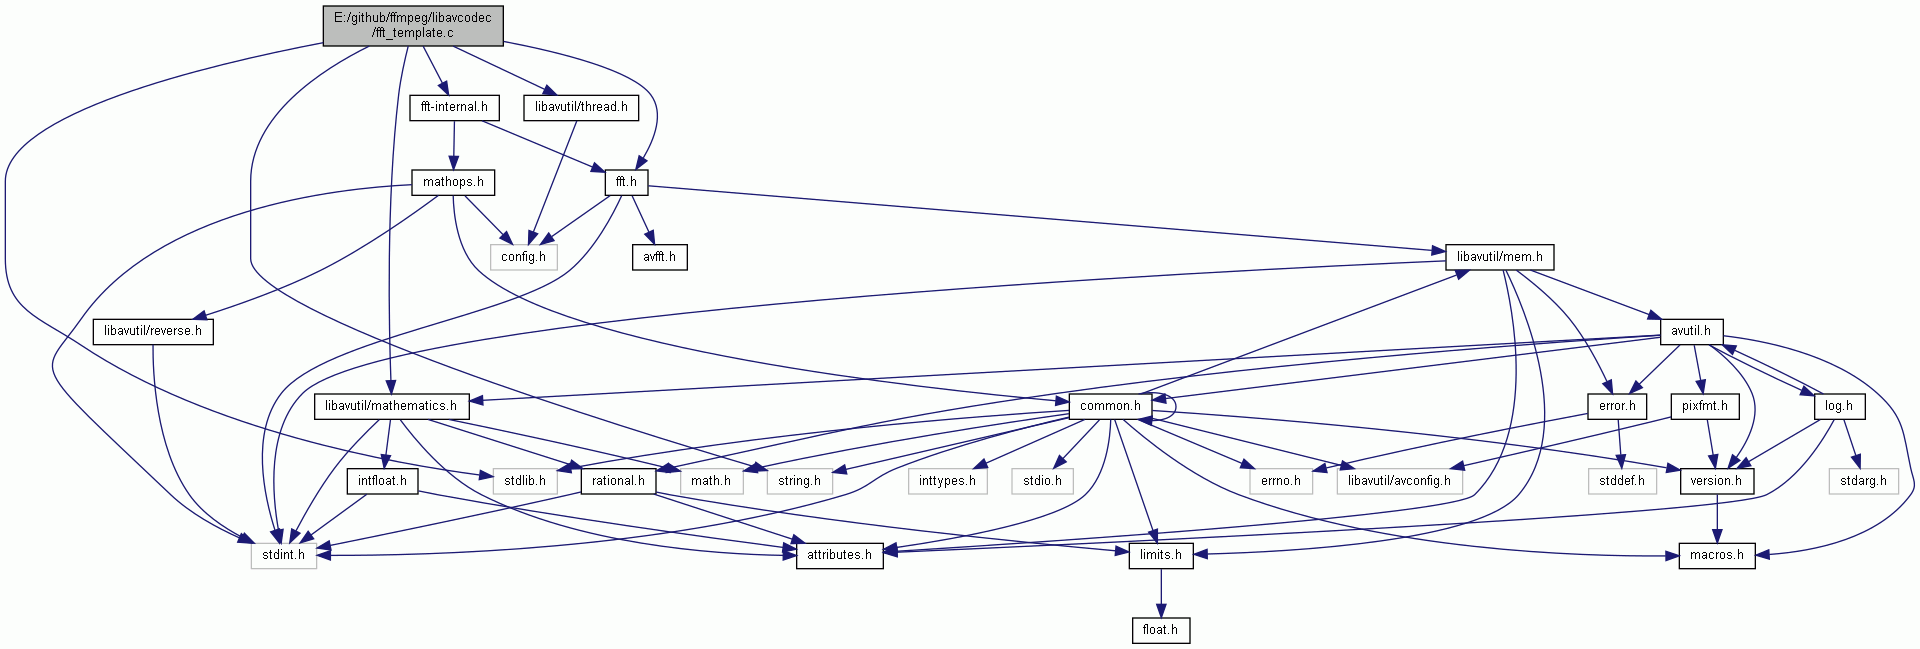 E:/github/ffmpeg/libavcodec
/fft_template.c
fft-internal.h
libavutil/thread.h
mathops.h
fft.h
config.h
avfft.h
libavutil/mem.h
libavutil/reverse.h
avutil.h
libavutil/mathematics.h
common.h
error.h
pixfmt.h
log.h
intfloat.h
stdlib.h
rational.h
math.h
string.h
inttypes.h
stdio.h
errno.h
libavutil/avconfig.h
stddef.h
version.h
stdarg.h
stdint.h
attributes.h
limits.h
macros.h
float.h